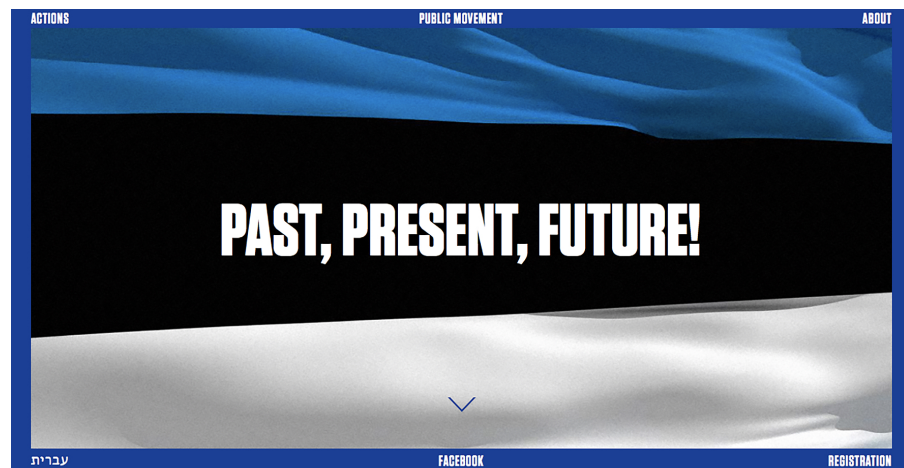 ACTIONS
PUBLIC MOVEMENT
ABOUT
PAST, PRESENT, FUTURE!
עברית
FACEBOOK
REGISTRATION